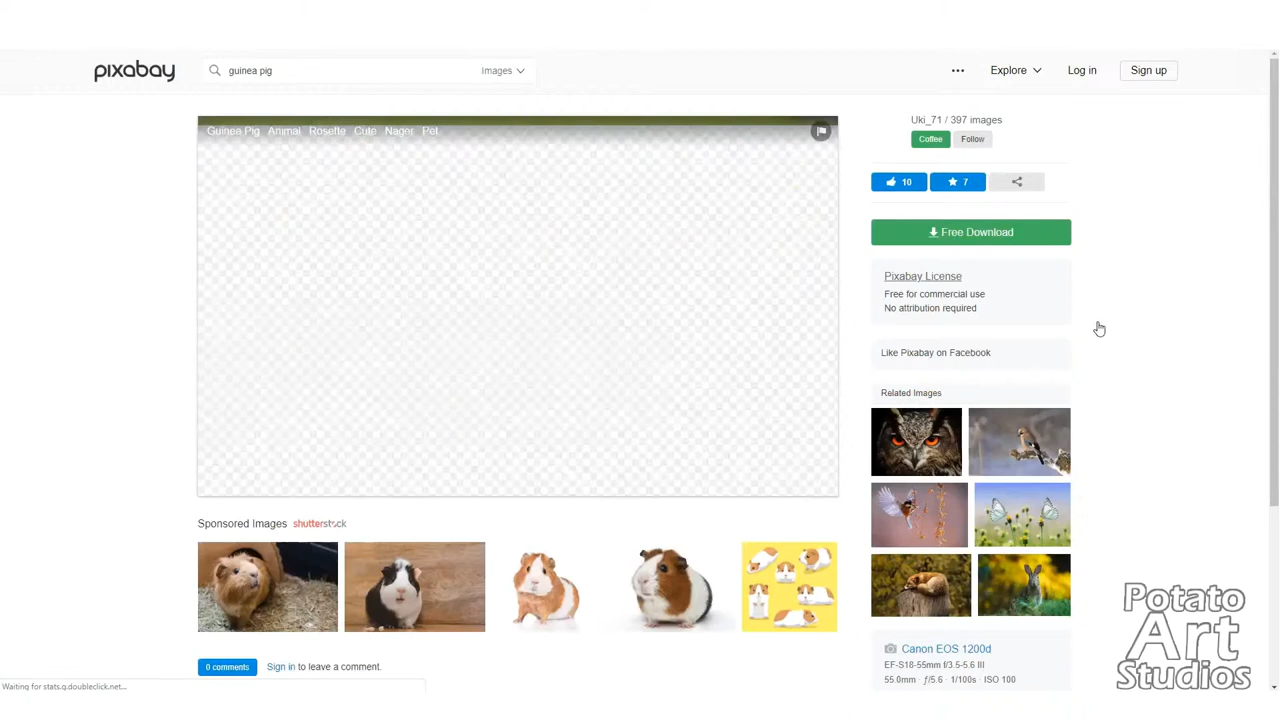 pixabay
guinea pig
Images
Explore
Log in
Sign up
Guinea Pig Animal Rosette Cute Nager Pet
Uki_71 / 397 images
Coffee
Follow
10
7
Free Download
Pixabay License
Free for commercial use
No attribution required
Like Pixabay on Facebook
Related Images
Sponsored Images shutterstock
Canon EOS 1200d
EF-S18-55mm f/3.5-5.6 III
55.0mm · ƒ/5.6 · 1/100s · ISO 100
0 comments
Sign in to leave a comment.
Waiting for stats.g.doubleclick.net...
Potato
Art
Studios